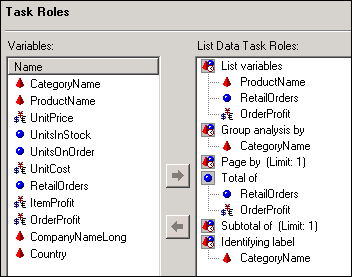 Task Roles
Variables:
Name
CategoryName
ProductName
UnitPrice
UnitsInStock
UnitsOnOrder
UnitCost
RetailOrders
ItemProfit
OrderProfit
CompanyNameLong
Country
List Data Task Roles:
List variables
ProductName
RetailOrders
OrderProfit
Group analysis by
CategoryName
Page by (Limit: 1)
Total of
RetailOrders
OrderProfit
Subtotal of (Limit: 1)
Identifying label
CategoryName